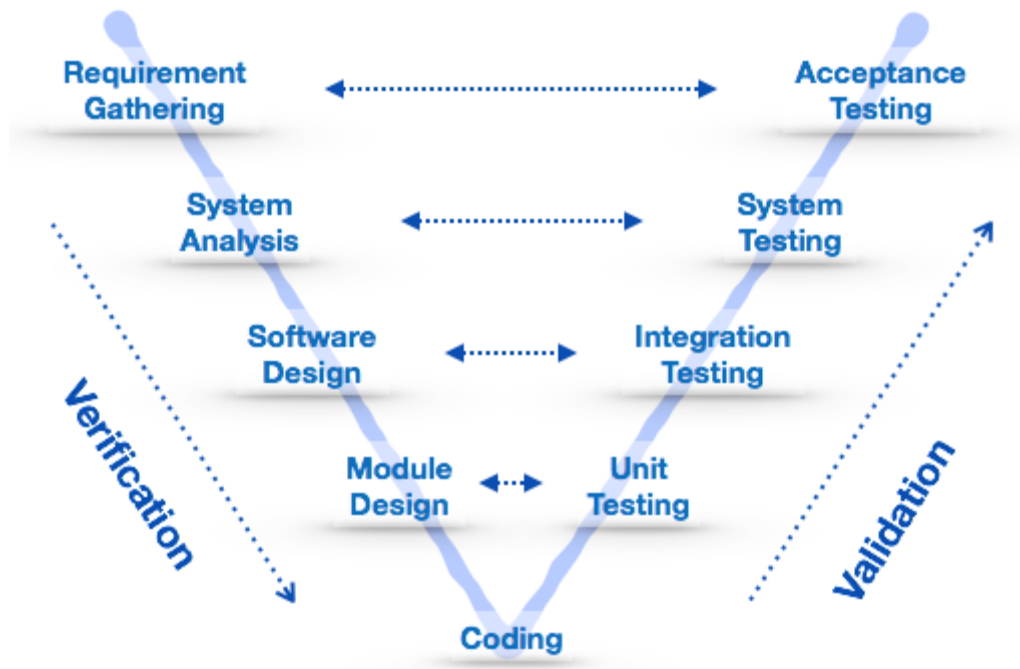 Requirement
Gathering
Acceptance
Testing
System
Analysis
System
Testing
Software
Design
Integration
Testing
Module
Design
Unit
Testing
Coding
Verification
Validation